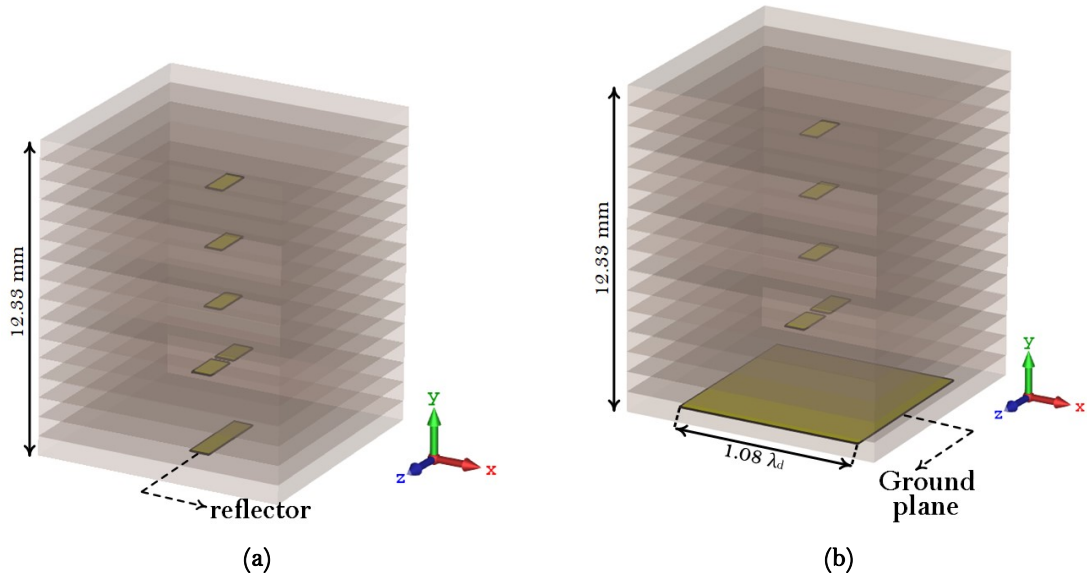 12.33 mm
reflector
y
x
z
(a)
12.33 mm
1.08 λd
Ground
plane
y
x
z
(b)